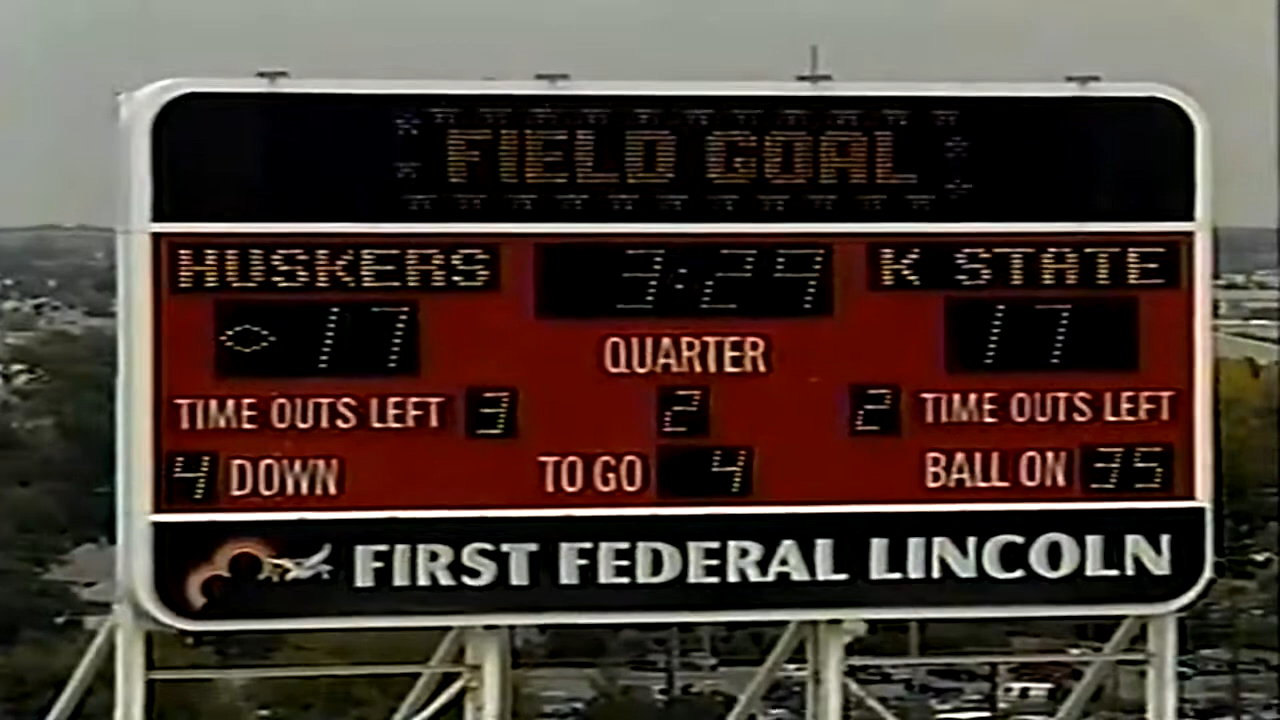 FIELD GOAL
HUSKERS 3:29 K STATE
17 QUARTER 17
TIME OUTS LEFT 3 2 2 TIME OUTS LEFT
4 DOWN TO GO 4 BALL ON 35
FIRST FEDERAL LINCOLN